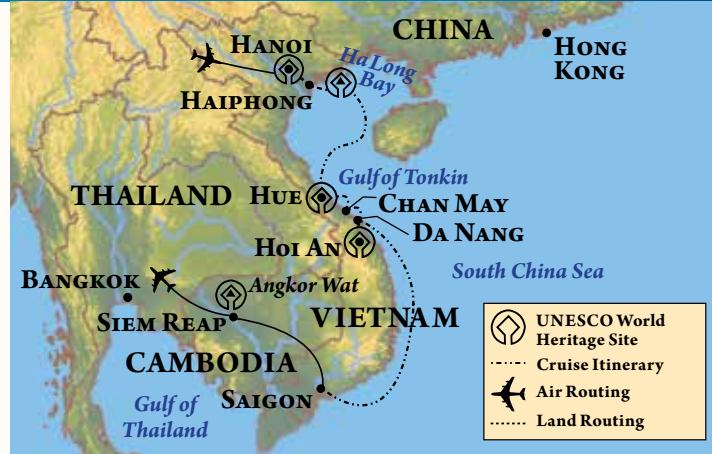 CHINA
HANOI
HONG
KONG
Ha Long
Bay
HAIPHONG
Gulf of Tonkin
THAILAND
HUE
CHAN MAY
DA NANG
HOI AN
South China Sea
BANGKOK
Angkor Wat
SIEM REAP
VIETNAM
CAMBODIA
SAIGON
Gulf of
Thailand
UNESCO World
Heritage Site
Cruise Itinerary
Air Routing
Land Routing